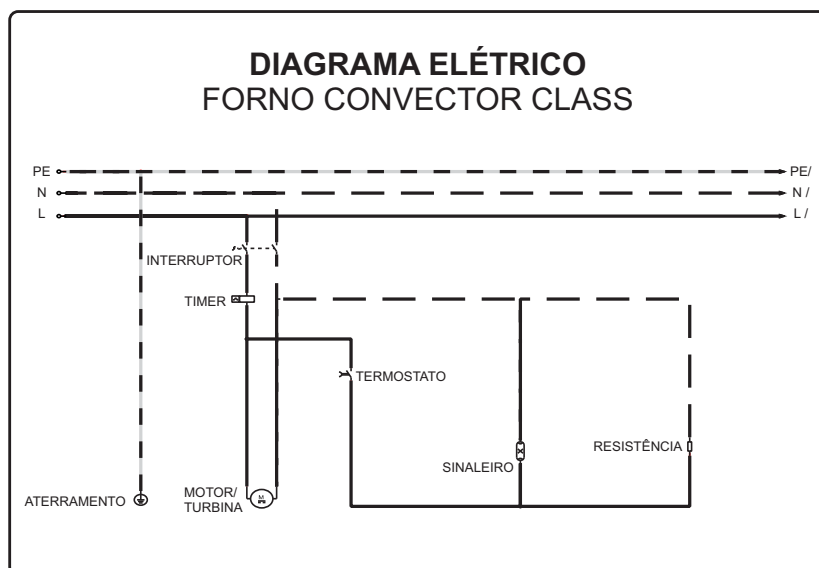 DIAGRAMA ELÉTRICO
FORNO CONVECTOR CLASS
PE
PE/
N
N /
L
L /
INTERRUPTOR
TIMER
TERMOSTATO
RESISTÊNCIA
SINALEIRO
MOTOR/
TURBINA
M
ATERRAMENTO